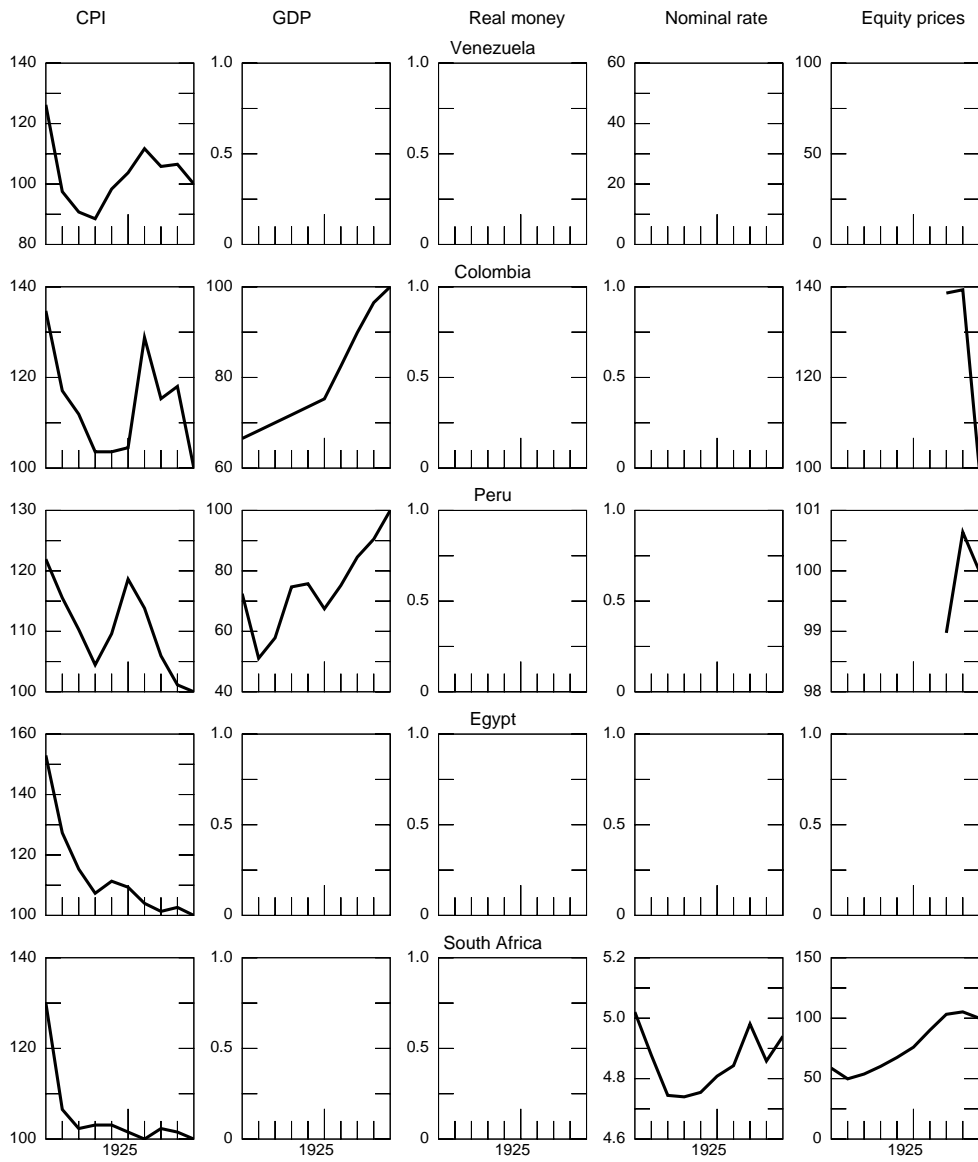 CPI GDP Real money Nominal rate Equity prices
Venezuela
140 1.0 1.0 60 100
120 40
0.5 0.5 50
100 20
80 0 0 0 0
Colombia
140 100 1.0 1.0 140
120 80 0.5 0.5 120
100 60 0 0 100
Peru
130 100 1.0 1.0 101
120 80 100
0.5 0.5
110 60 99
100 40 0 0 98
Egypt
160 1.0 1.0 1.0 100
140
0.5 0.5 0.5 50
120
100 0 0 0 0
South Africa
140 1.0 1.0 5.2 150
5.0 100
120 0.5 0.5
4.8 50
100 0 0 4.6 0
1925 1925 1925 1925 1925